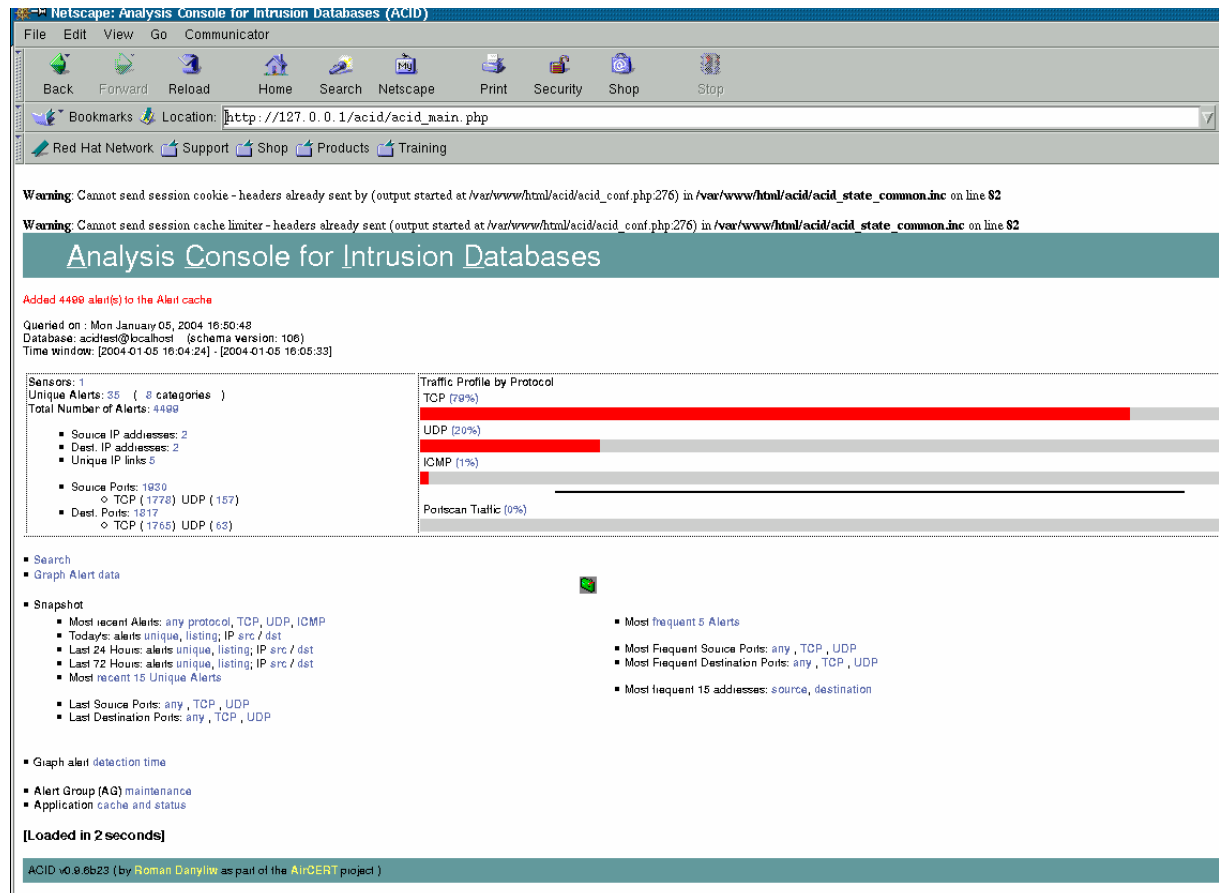 Netscape: Analysis Console for Intrusion Databases (ACID)
File Edit View Go Communicator
Back Forward Reload Home Search Netscape Print Security Shop Stop
Bookmarks Location: http://127.0.0.1/acid/acid_main.php
Red Hat Network Support Shop Products Training
Warning: Cannot send session cookie - headers already sent by (output started at /var/www/html/acid/acid_conf.php:276) in /var/www/html/acid/acid_state_common.inc on line 82
Warning: Cannot send session cache limiter - headers already sent (output started at /var/www/html/acid/acid_conf.php:276) in /var/www/html/acid/acid_state_common.inc on line 82
Analysis Console for Intrusion Databases
Added 4499 alert(s) to the Alert cache
Queried on : Mon January 05, 2004 16:50:48
Database: acidtest@localhost (schema version: 106)
Time window: [2004-01-05 16:04:24] - [2004-01-05 16:05:33]
Sensors: 1
Unique Alerts: 35 ( 8 categories )
Total Number of Alerts: 4499
Source IP addresses: 2
Dest. IP addresses: 2
Unique IP links 5
Source Ports: 1930
TCP ( 1778) UDP ( 157)
Dest. Ports: 1817
TCP ( 1765) UDP ( 63)
Traffic Profile by Protocol
TCP (79%)
UDP (20%)
ICMP (1%)
Portscan Traffic (0%)
Search
Graph Alert data
Snapshot
Most recent Alerts: any protocol, TCP, UDP, ICMP
Today's: alerts unique, listing; IP src / dst
Last 24 Hours: alerts unique, listing; IP src / dst
Last 72 Hours: alerts unique, listing; IP src / dst
Most recent 15 Unique Alerts
Last Source Ports: any , TCP , UDP
Last Destination Ports: any , TCP , UDP
Most frequent 5 Alerts
Most Frequent Source Ports: any , TCP , UDP
Most Frequent Destination Ports: any , TCP , UDP
Most frequent 15 addresses: source, destination
Graph alert detection time
Alert Group (AG) maintenance
Application cache and status
[Loaded in 2 seconds]
ACID v0.9.6b23 ( by Roman Danyliw as part of the AirCERT project )